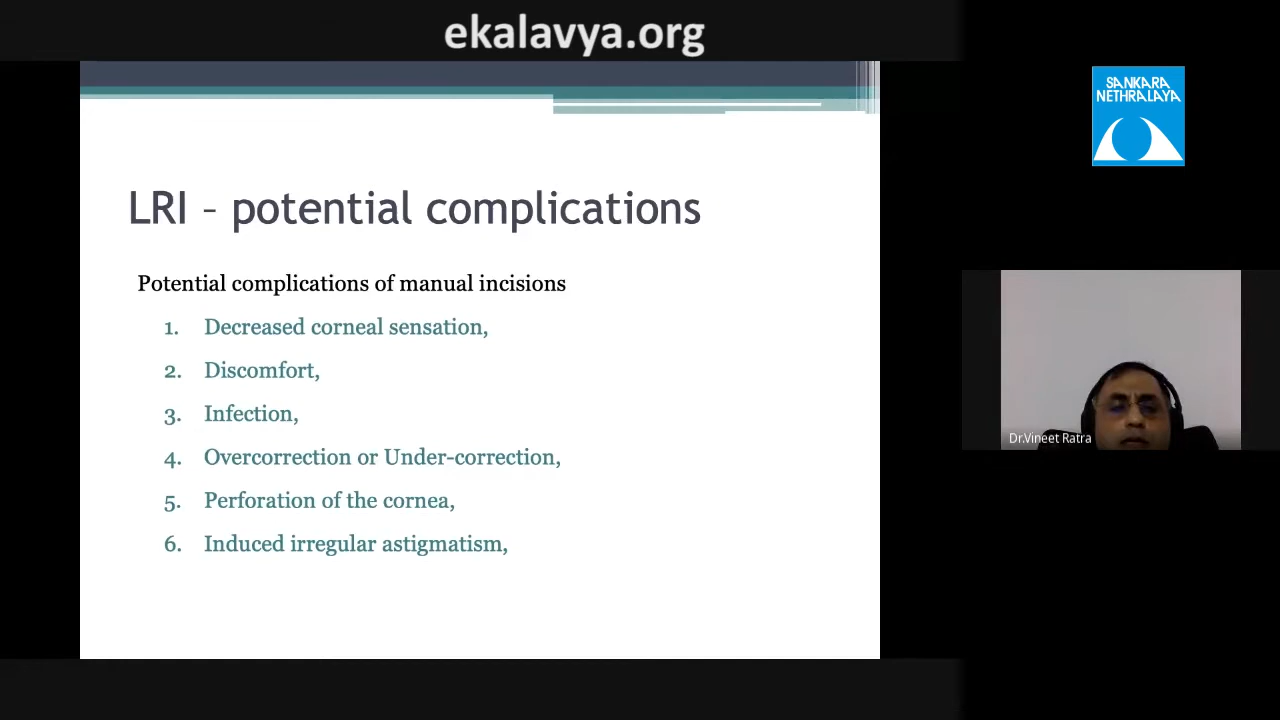 ekalavya.org
SANKARA
NETHRALAYA
LRI – potential complications
Potential complications of manual incisions
1. Decreased corneal sensation,
2. Discomfort,
3. Infection,
4. Overcorrection or Under-correction,
5. Perforation of the cornea,
6. Induced irregular astigmatism,
Dr.Vineet Ratra